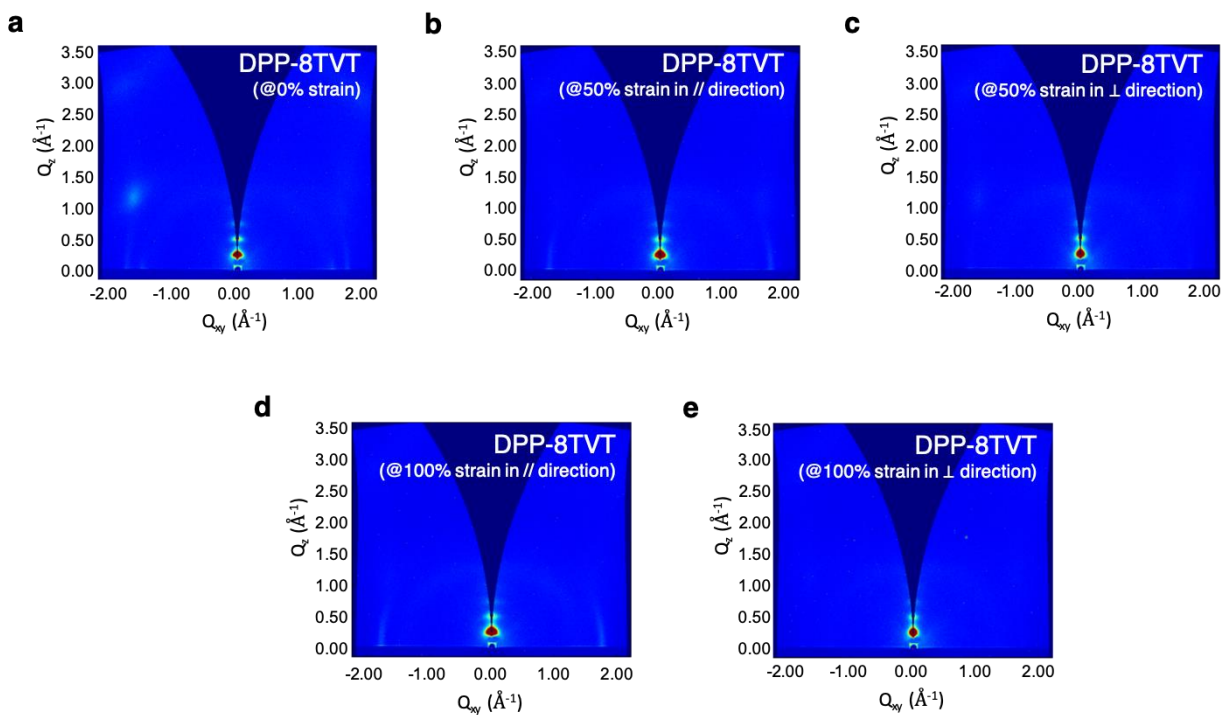 a
3.50
3.00
2.50
2.00
1.50
1.00
0.50
0.00
Qz (Å-1)
DPP-8TVT
(@0% strain)
-2.00 -1.00 0.00 1.00 2.00
Qxy (Å-1)
b
3.50
3.00
2.50
2.00
1.50
1.00
0.50
0.00
Qz (Å-1)
DPP-8TVT
(@50% strain in // direction)
-2.00 -1.00 0.00 1.00 2.00
Qxy (Å-1)
c
3.50
3.00
2.50
2.00
1.50
1.00
0.50
0.00
Qz (Å-1)
DPP-8TVT
(@50% strain in ⊥ direction)
-2.00 -1.00 0.00 1.00 2.00
Qxy (Å-1)
d
3.50
3.00
2.50
2.00
1.50
1.00
0.50
0.00
Qz (Å-1)
DPP-8TVT
(@100% strain in // direction)
-2.00 -1.00 0.00 1.00 2.00
Qxy (Å-1)
e
3.50
3.00
2.50
2.00
1.50
1.00
0.50
0.00
Qz (Å-1)
DPP-8TVT
(@100% strain in ⊥ direction)
-2.00 -1.00 0.00 1.00 2.00
Qxy (Å-1)